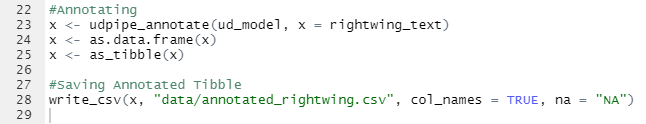 22 #Annotating
23 x <- udpipe_annotate(ud_model, x = rightwing_text)
24 x <- as.data.frame(x)
25 x <- as_tibble(x)
26
27 #Saving Annotated Tibble
28 write_csv(x, "data/annotated_rightwing.csv", col_names = TRUE, na = "NA")
29